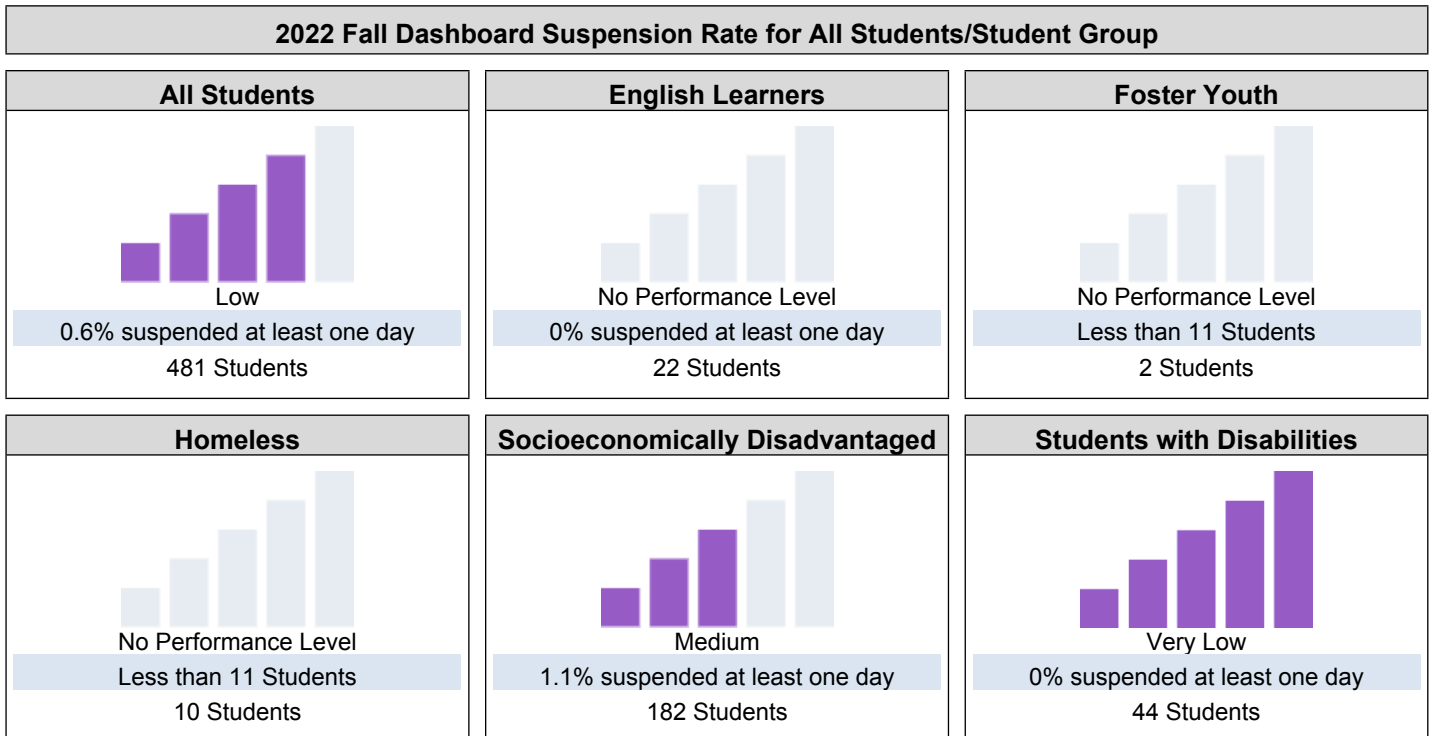 2022 Fall Dashboard Suspension Rate for All Students/Student Group
All Students
Low
0.6% suspended at least one day
481 Students
English Learners
No Performance Level
0% suspended at least one day
22 Students
Foster Youth
No Performance Level
Less than 11 Students
2 Students
Homeless
No Performance Level
Less than 11 Students
10 Students
Socioeconomically Disadvantaged
Medium
1.1% suspended at least one day
182 Students
Students with Disabilities
Very Low
0% suspended at least one day
44 Students